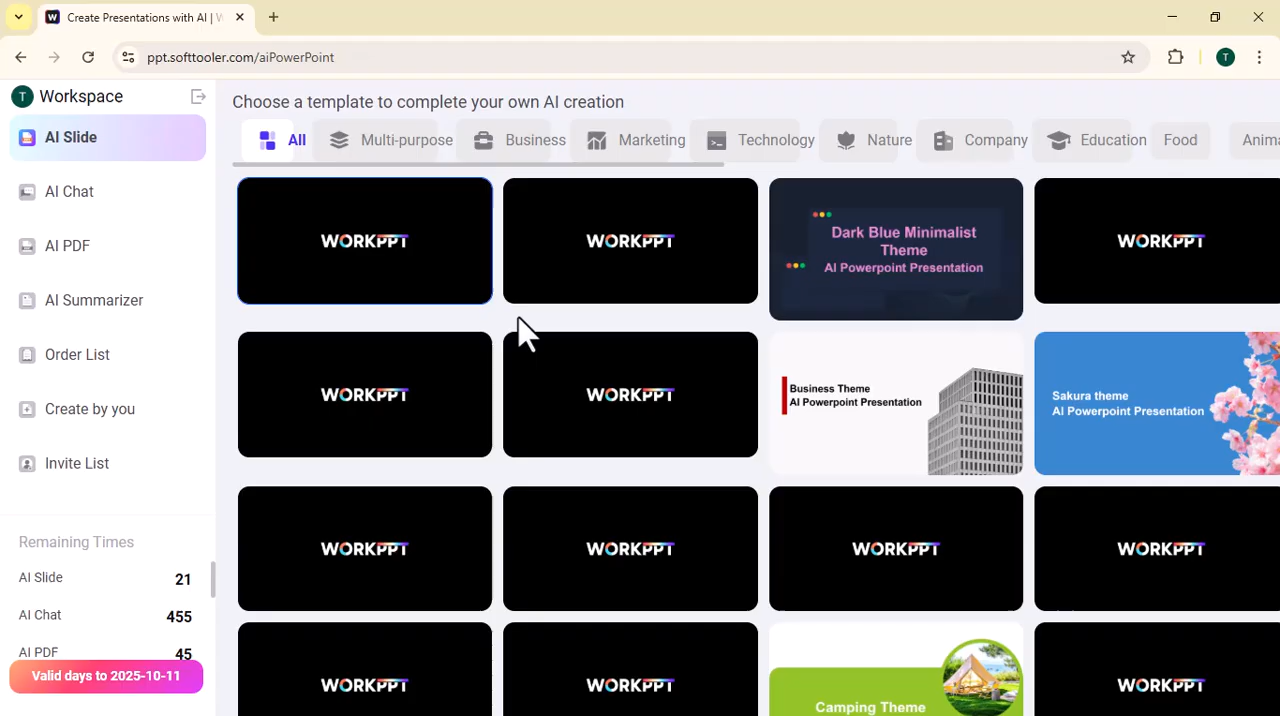 Create Presentations with AI | W
ppt.softtooler.com/aiPowerPoint
T
T Workspace
AI Slide
AI Chat
AI PDF
AI Summarizer
Order List
Create by you
Invite List
Remaining Times
AI Slide 21
AI Chat 455
AI PDF 45
Valid days to 2025-10-11
Choose a template to complete your own AI creation
All Multi-purpose Business Marketing Technology Nature Company Education Food Anima
WORKPPT
WORKPPT
Dark Blue Minimalist
Theme
AI Powerpoint Presentation
WORKPPT
WORKPPT
WORKPPT
Business Theme
AI Powerpoint Presentation
Sakura theme
AI Powerpoint Presentation
WORKPPT
WORKPPT
WORKPPT
WORKPPT
WORKPPT
WORKPPT
Camping Theme
WORKPPT